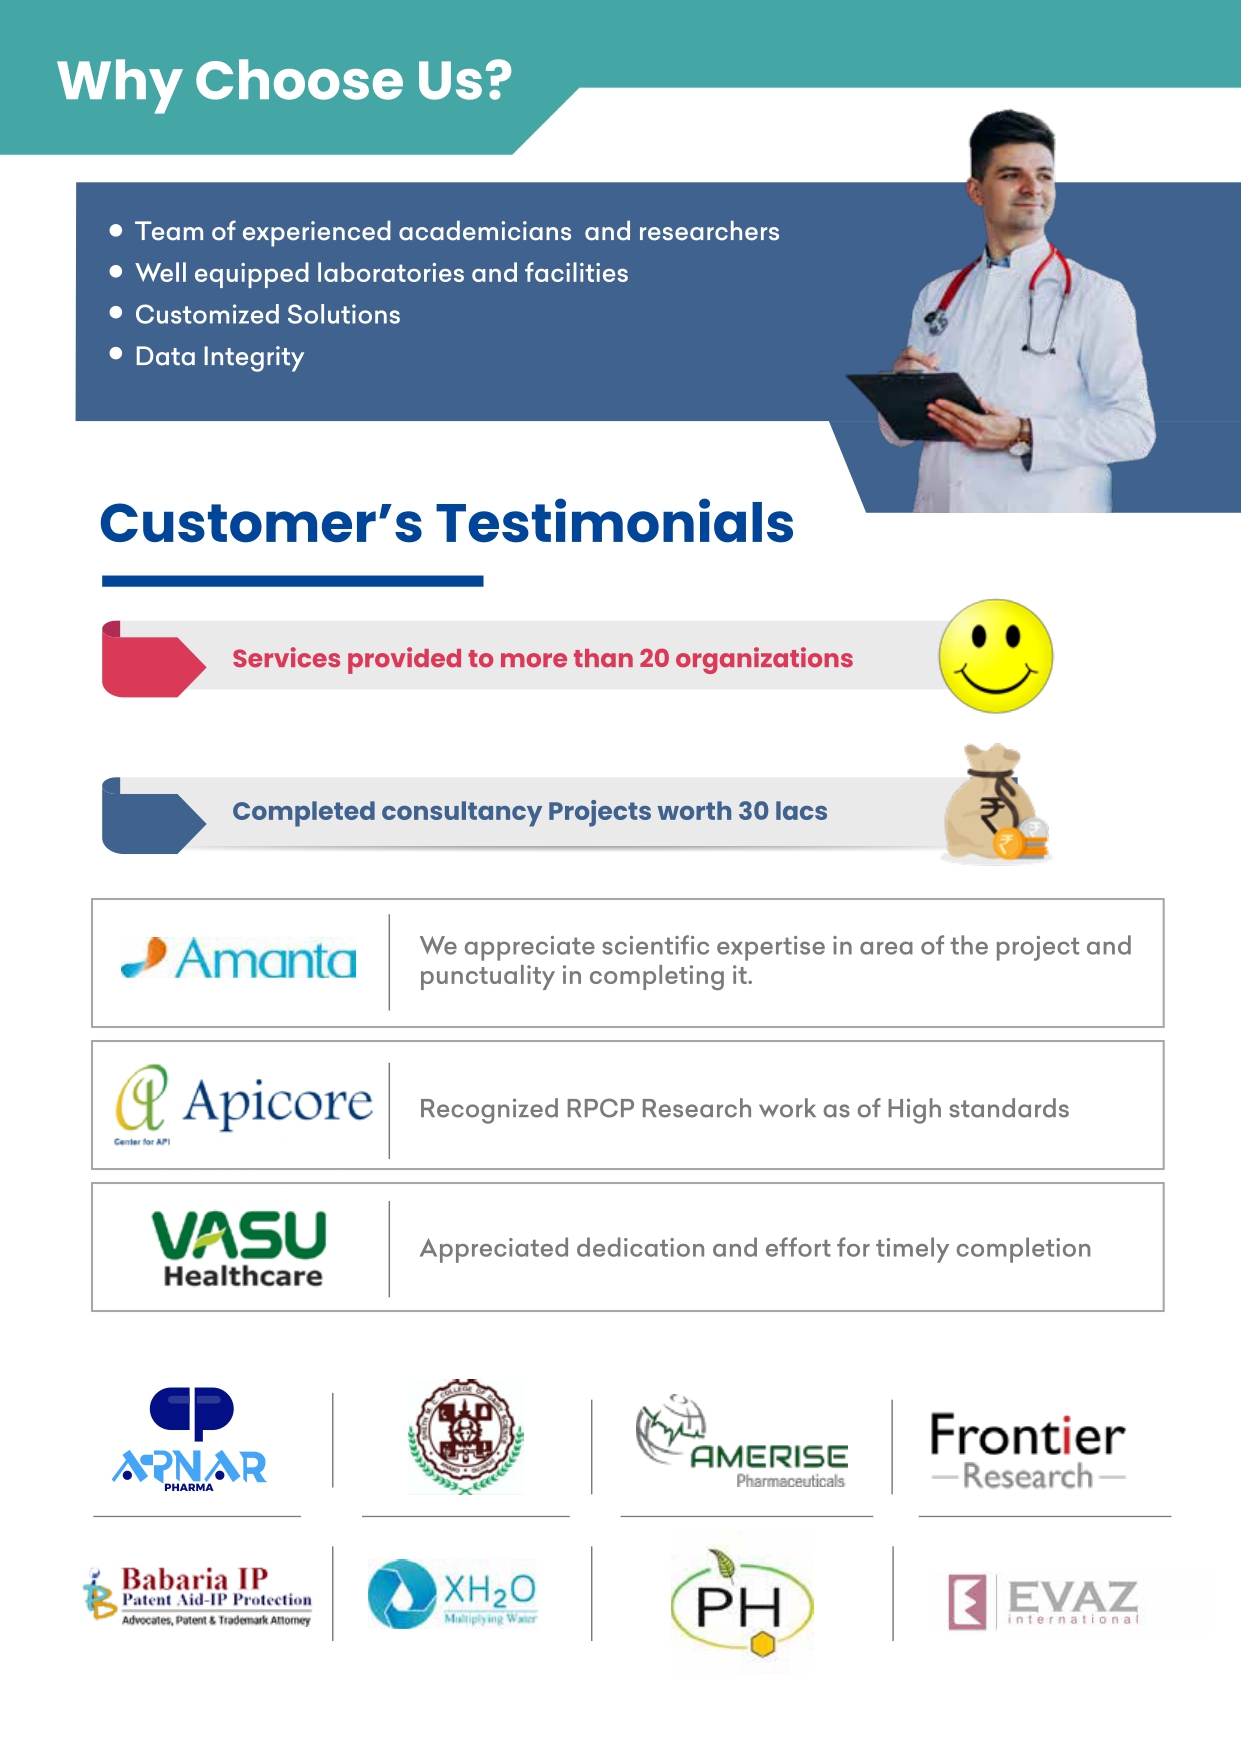 Why Choose Us?
Team of experienced academicians and researchers
Well equipped laboratories and facilities
Customized Solutions
Data Integrity
Customer's Testimonials
Services provided to more than 20 organizations
Completed consultancy Projects worth 30 lacs
Amanta
We appreciate scientific expertise in area of the project and
punctuality in completing it.
Apicore
Center for API
Recognized RPCP Research work as of High standards
VASU
Healthcare
Appreciated dedication and effort for timely completion
APNAR
PHARMA
AMERISE
Pharmaceuticals
Frontier
Research
Babaria IP
Patent Aid-IP Protection
Advocates, Patent & Trademark Attorney
XH2O
Multiplying Water
PH
EVAZ
international